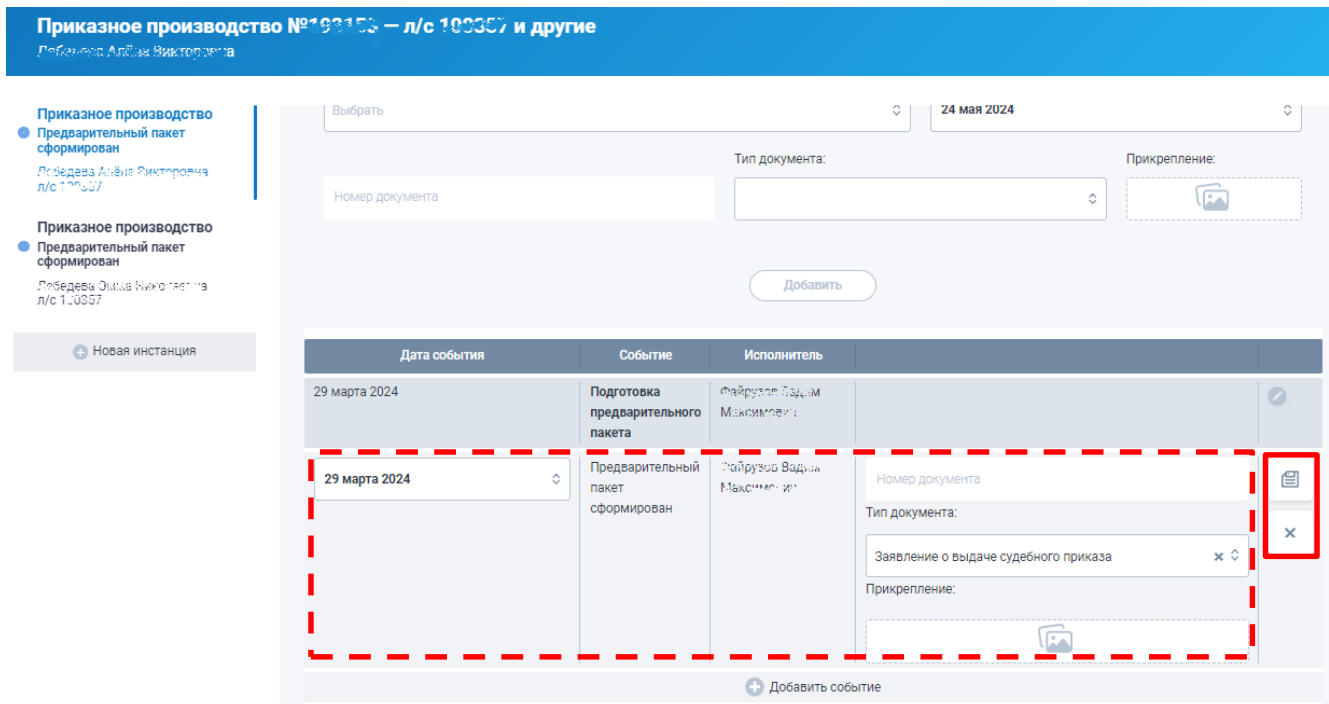 Приказное производство № — л/с и другие
Приказное производство
Предварительный пакет
сформирован
л/с
Приказное производство
Предварительный пакет
сформирован
л/с
Новая инстанция
Выбрать
24 мая 2024
Тип документа:
Прикрепление:
Номер документа
Добавить
Дата события
Событие
Исполнитель
29 марта 2024
Подготовка
предварительного
пакета
29 марта 2024
Предварительный
пакет
сформирован
Номер документа
Тип документа:
Заявление о выдаче судебного приказа
Прикрепление:
Добавить событие